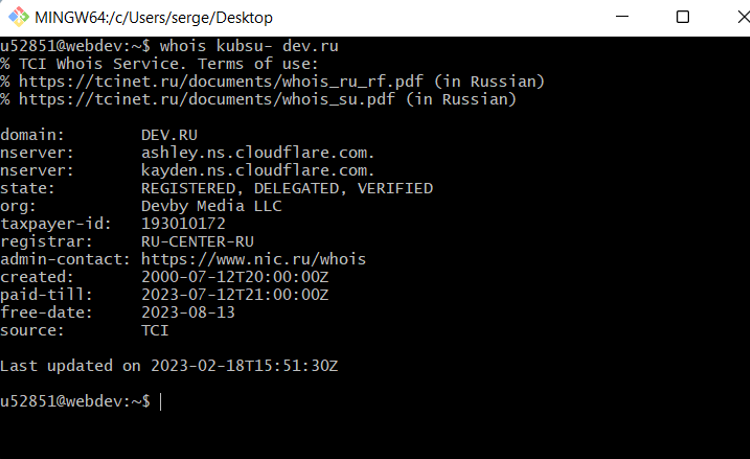 MINGW64:/c/Users/serge/Desktop
u52851@webdev:~$ whois kubsu- dev.ru
% TCI Whois Service. Terms of use:
% https://tcinet.ru/documents/whois_ru_rf.pdf (in Russian)
% https://tcinet.ru/documents/whois_su.pdf (in Russian)

domain:        DEV.RU
nserver:       ashley.ns.cloudflare.com.
nserver:       kayden.ns.cloudflare.com.
state:         REGISTERED, DELEGATED, VERIFIED
org:           Devby Media LLC
taxpayer-id:   193010172
registrar:     RU-CENTER-RU
admin-contact: https://www.nic.ru/whois
created:       2000-07-12T20:00:00Z
paid-till:     2023-07-12T21:00:00Z
free-date:     2023-08-13
source:        TCI

Last updated on 2023-02-18T15:51:30Z

u52851@webdev:~$